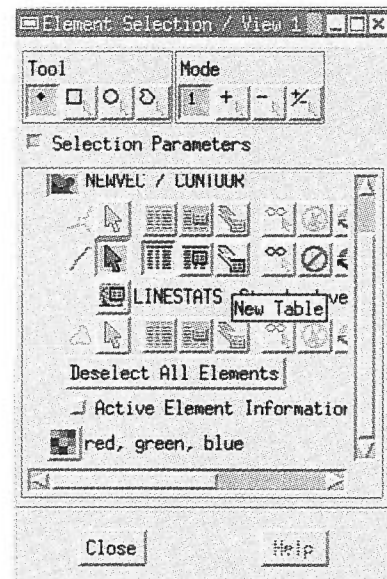 Element Selection / View 1
Tool
Mode
1 + - +/-
Selection Parameters
NEWVEC / CONTOUR
LINESTATS
New Table
Deselect All Elements
Active Element Information
red, green, blue
Close
Help